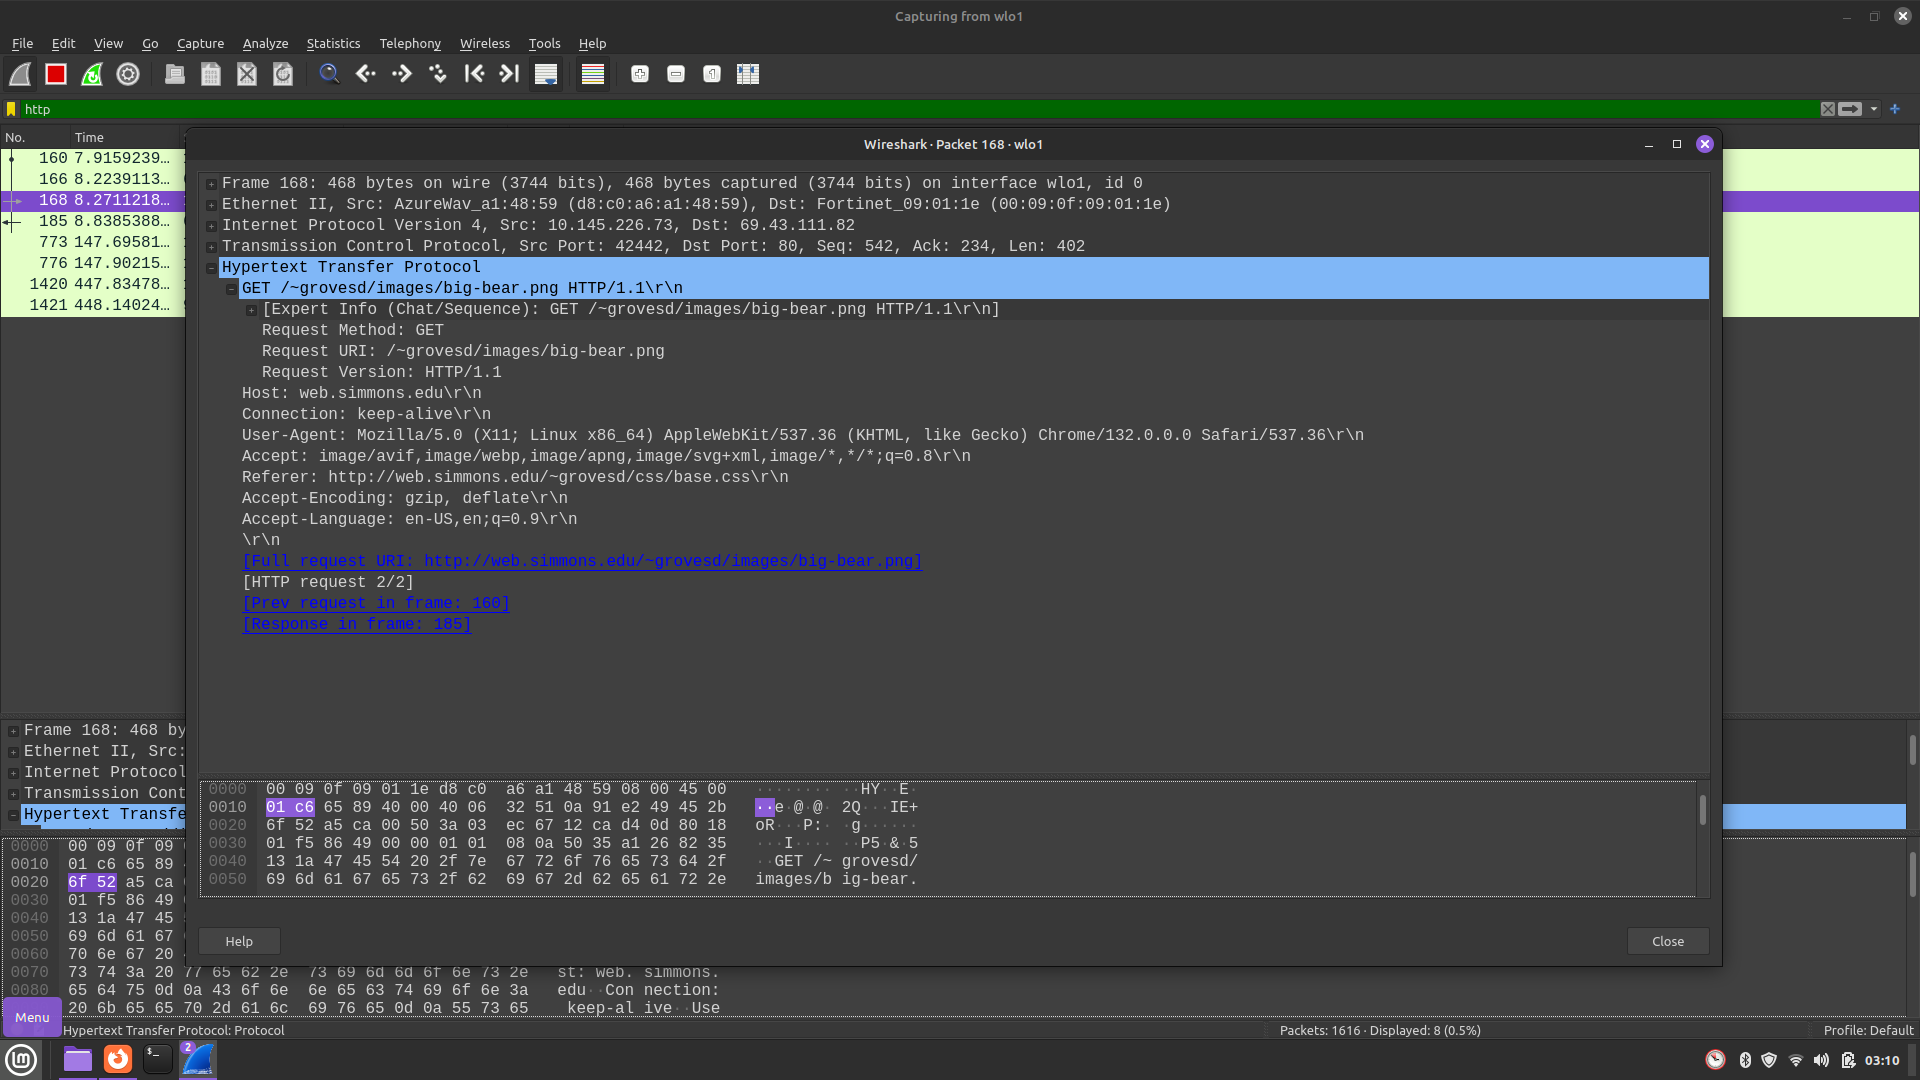 Capturing from wlo1
File Edit View Go Capture Analyze Statistics Telephony Wireless Tools Help
http
No. Time
160 7.9159239…
166 8.2239113…
168 8.2711218…
185 8.8385388…
773 147.69581…
776 147.90215…
1420 447.83478…
1421 448.14024…
Wireshark · Packet 168 · wlo1
Frame 168: 468 bytes on wire (3744 bits), 468 bytes captured (3744 bits) on interface wlo1, id 0
Ethernet II, Src: AzureWav_a1:48:59 (d8:c0:a6:a1:48:59), Dst: Fortinet_09:01:1e (00:09:0f:09:01:1e)
Internet Protocol Version 4, Src: 10.145.226.73, Dst: 69.43.111.82
Transmission Control Protocol, Src Port: 42442, Dst Port: 80, Seq: 542, Ack: 234, Len: 402
Hypertext Transfer Protocol
GET /~grovesd/images/big-bear.png HTTP/1.1\r\n
[Expert Info (Chat/Sequence): GET /~grovesd/images/big-bear.png HTTP/1.1\r\n]
Request Method: GET
Request URI: /~grovesd/images/big-bear.png
Request Version: HTTP/1.1
Host: web.simmons.edu\r\n
Connection: keep-alive\r\n
User-Agent: Mozilla/5.0 (X11; Linux x86_64) AppleWebKit/537.36 (KHTML, like Gecko) Chrome/132.0.0.0 Safari/537.36\r\n
Accept: image/avif,image/webp,image/apng,image/svg+xml,image/*,*/*;q=0.8\r\n
Referer: http://web.simmons.edu/~grovesd/css/base.css\r\n
Accept-Encoding: gzip, deflate\r\n
Accept-Language: en-US,en;q=0.9\r\n
\r\n
[Full request URI: http://web.simmons.edu/~grovesd/images/big-bear.png]
[HTTP request 2/2]
[Prev request in frame: 160]
[Response in frame: 185]
0000 00 09 0f 09 01 1e d8 c0 a6 a1 48 59 08 00 45 00 ········ ··HY··E·
0010 01 c6 65 89 40 00 40 06 32 51 0a 91 e2 49 45 2b ··e·@·@· 2Q···IE+
0020 6f 52 a5 ca 00 50 3a 03 ec 67 12 ca d4 0d 80 18 oR···P:· ·g······
0030 01 f5 86 49 00 00 01 01 08 0a 50 35 a1 26 82 35 ···I···· ··P5·&·5
0040 13 1a 47 45 54 20 2f 7e 67 72 6f 76 65 73 64 2f ··GET /~ grovesd/
0050 69 6d 61 67 65 73 2f 62 69 67 2d 62 65 61 72 2e images/b ig-bear.
Help Close
Frame 168: 468 by
Ethernet II, Src:
Internet Protocol
Transmission Cont
Hypertext Transfe
0000 00 09 0f 09
0010 01 c6 65 89
0020 6f 52 a5 ca
0030 01 f5 86 49
0040 13 1a 47 45
0050 69 6d 61 67
0060 70 6e 67 20
0070 73 74 3a 20 77 65 62 2e 73 69 6d 6d 6f 6e 73 2e st: web. simmons.
0080 65 64 75 0d 0a 43 6f 6e 6e 65 63 74 69 6f 6e 3a edu··Con nection:
20 6b 65 65 70 2d 61 6c 69 76 65 0d 0a 55 73 65 keep-al ive··Use
Menu
Hypertext Transfer Protocol: Protocol
Packets: 1616 · Displayed: 8 (0.5%)
Profile: Default
2
03:10